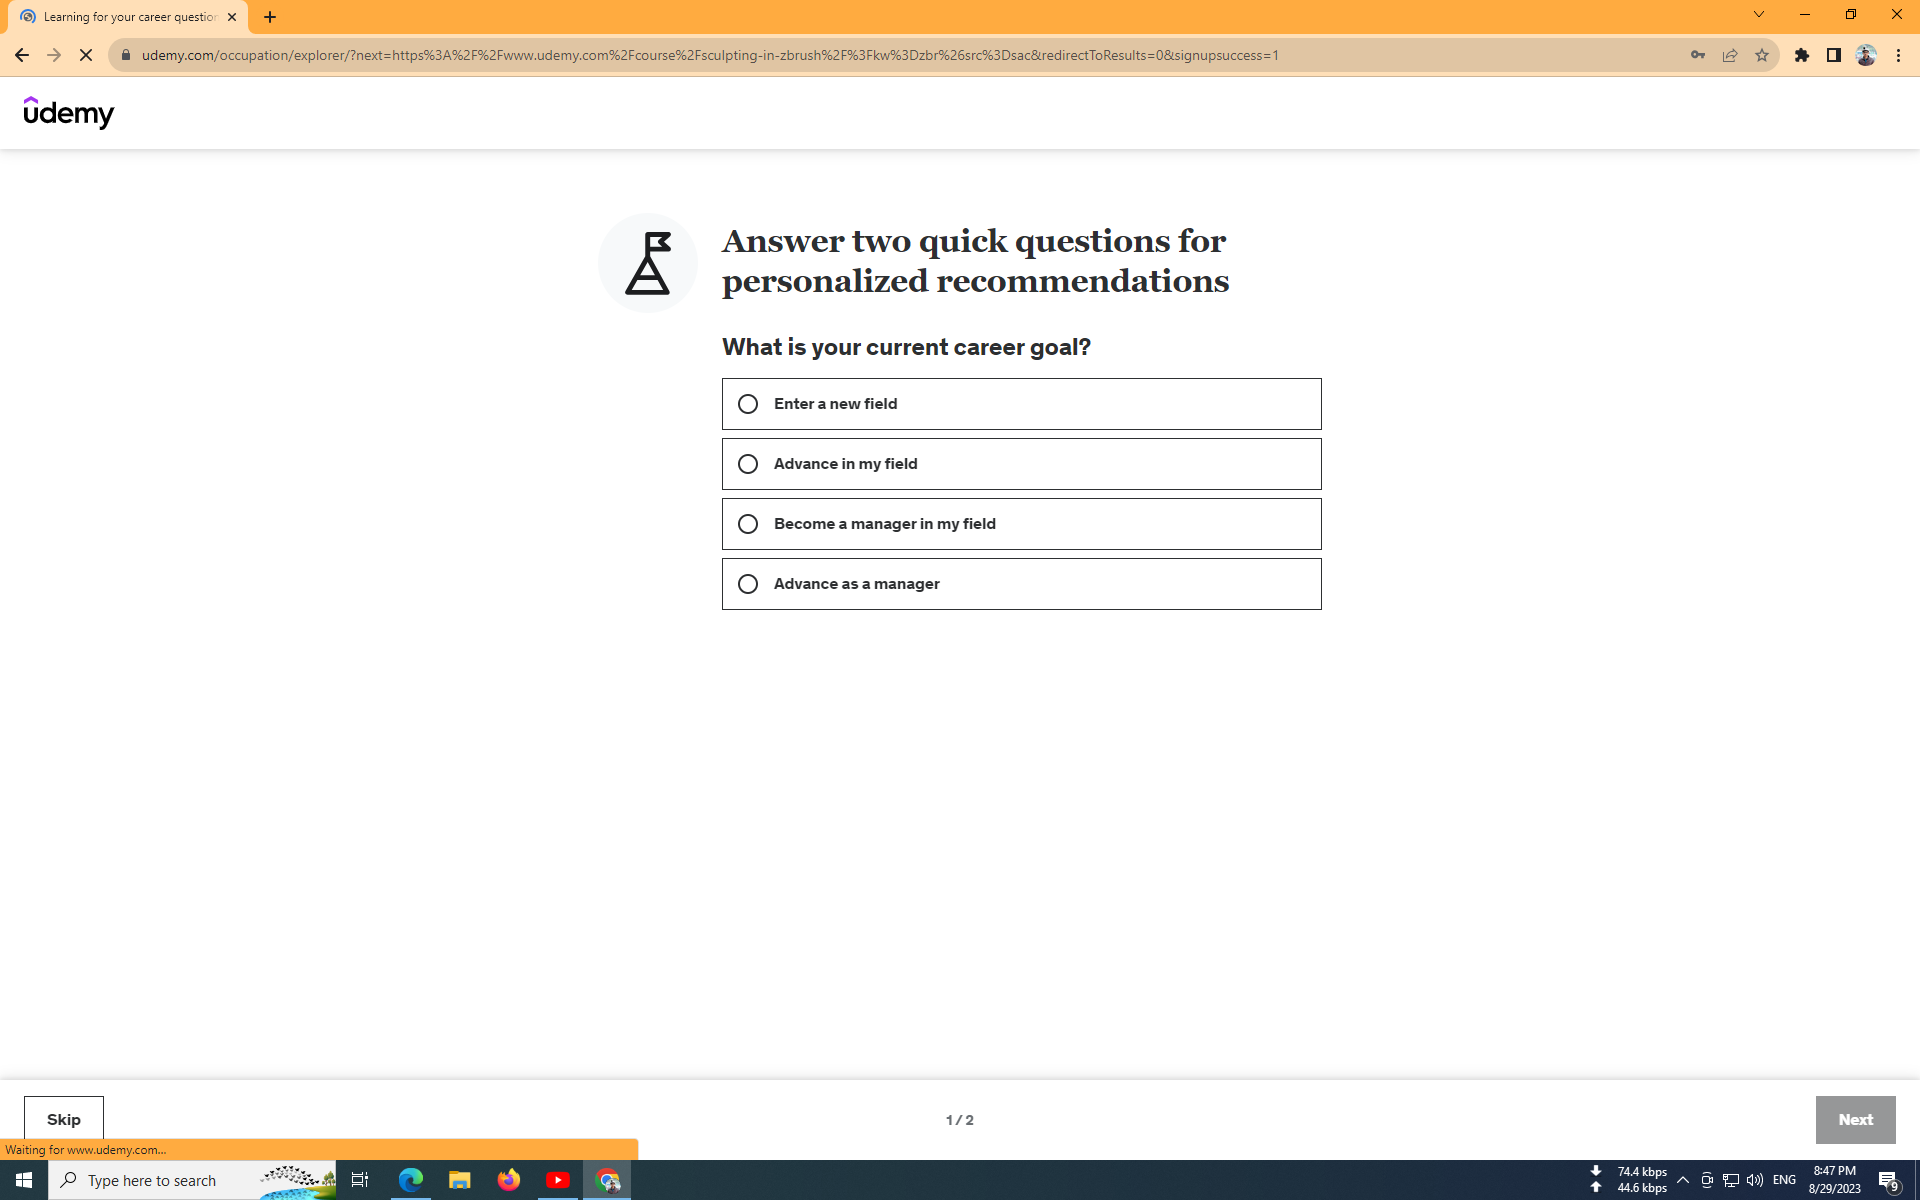 Learning for your career question
udemy.com/occupation/explorer/?next=https%3A%2F%2Fwww.udemy.com%2Fcourse%2Fsculpting-in-zbrush%2F%3Fkw%3Dzbr%26src%3Dsac&redirectToResults=0&signupsuccess=1
udemy
Answer two quick questions for
personalized recommendations
What is your current career goal?
Enter a new field
Advance in my field
Become a manager in my field
Advance as a manager
Skip
1 / 2
Next
Waiting for www.udemy.com...
Type here to search
74.4 kbps
44.6 kbps
ENG
8:47 PM
8/29/2023
9